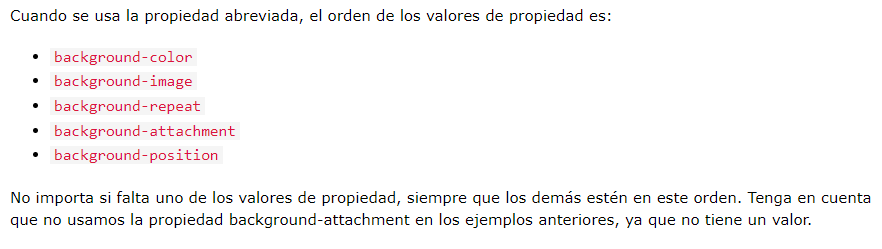 Cuando se usa la propiedad abreviada, el orden de los valores de propiedad es:
background-color
background-image
background-repeat
background-attachment
background-position
No importa si falta uno de los valores de propiedad, siempre que los demás estén en este orden. Tenga en cuenta
que no usamos la propiedad background-attachment en los ejemplos anteriores, ya que no tiene un valor.